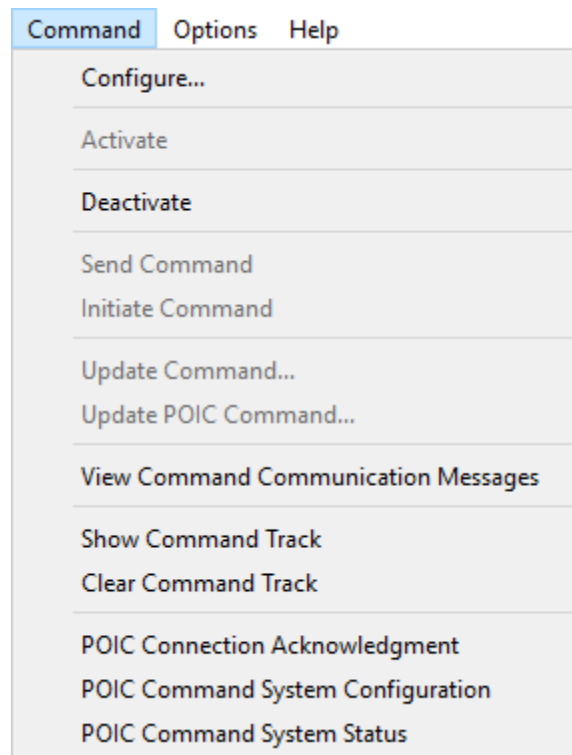 Command Options Help
Configure...
Activate
Deactivate
Send Command
Initiate Command
Update Command...
Update POIC Command...
View Command Communication Messages
Show Command Track
Clear Command Track
POIC Connection Acknowledgment
POIC Command System Configuration
POIC Command System Status